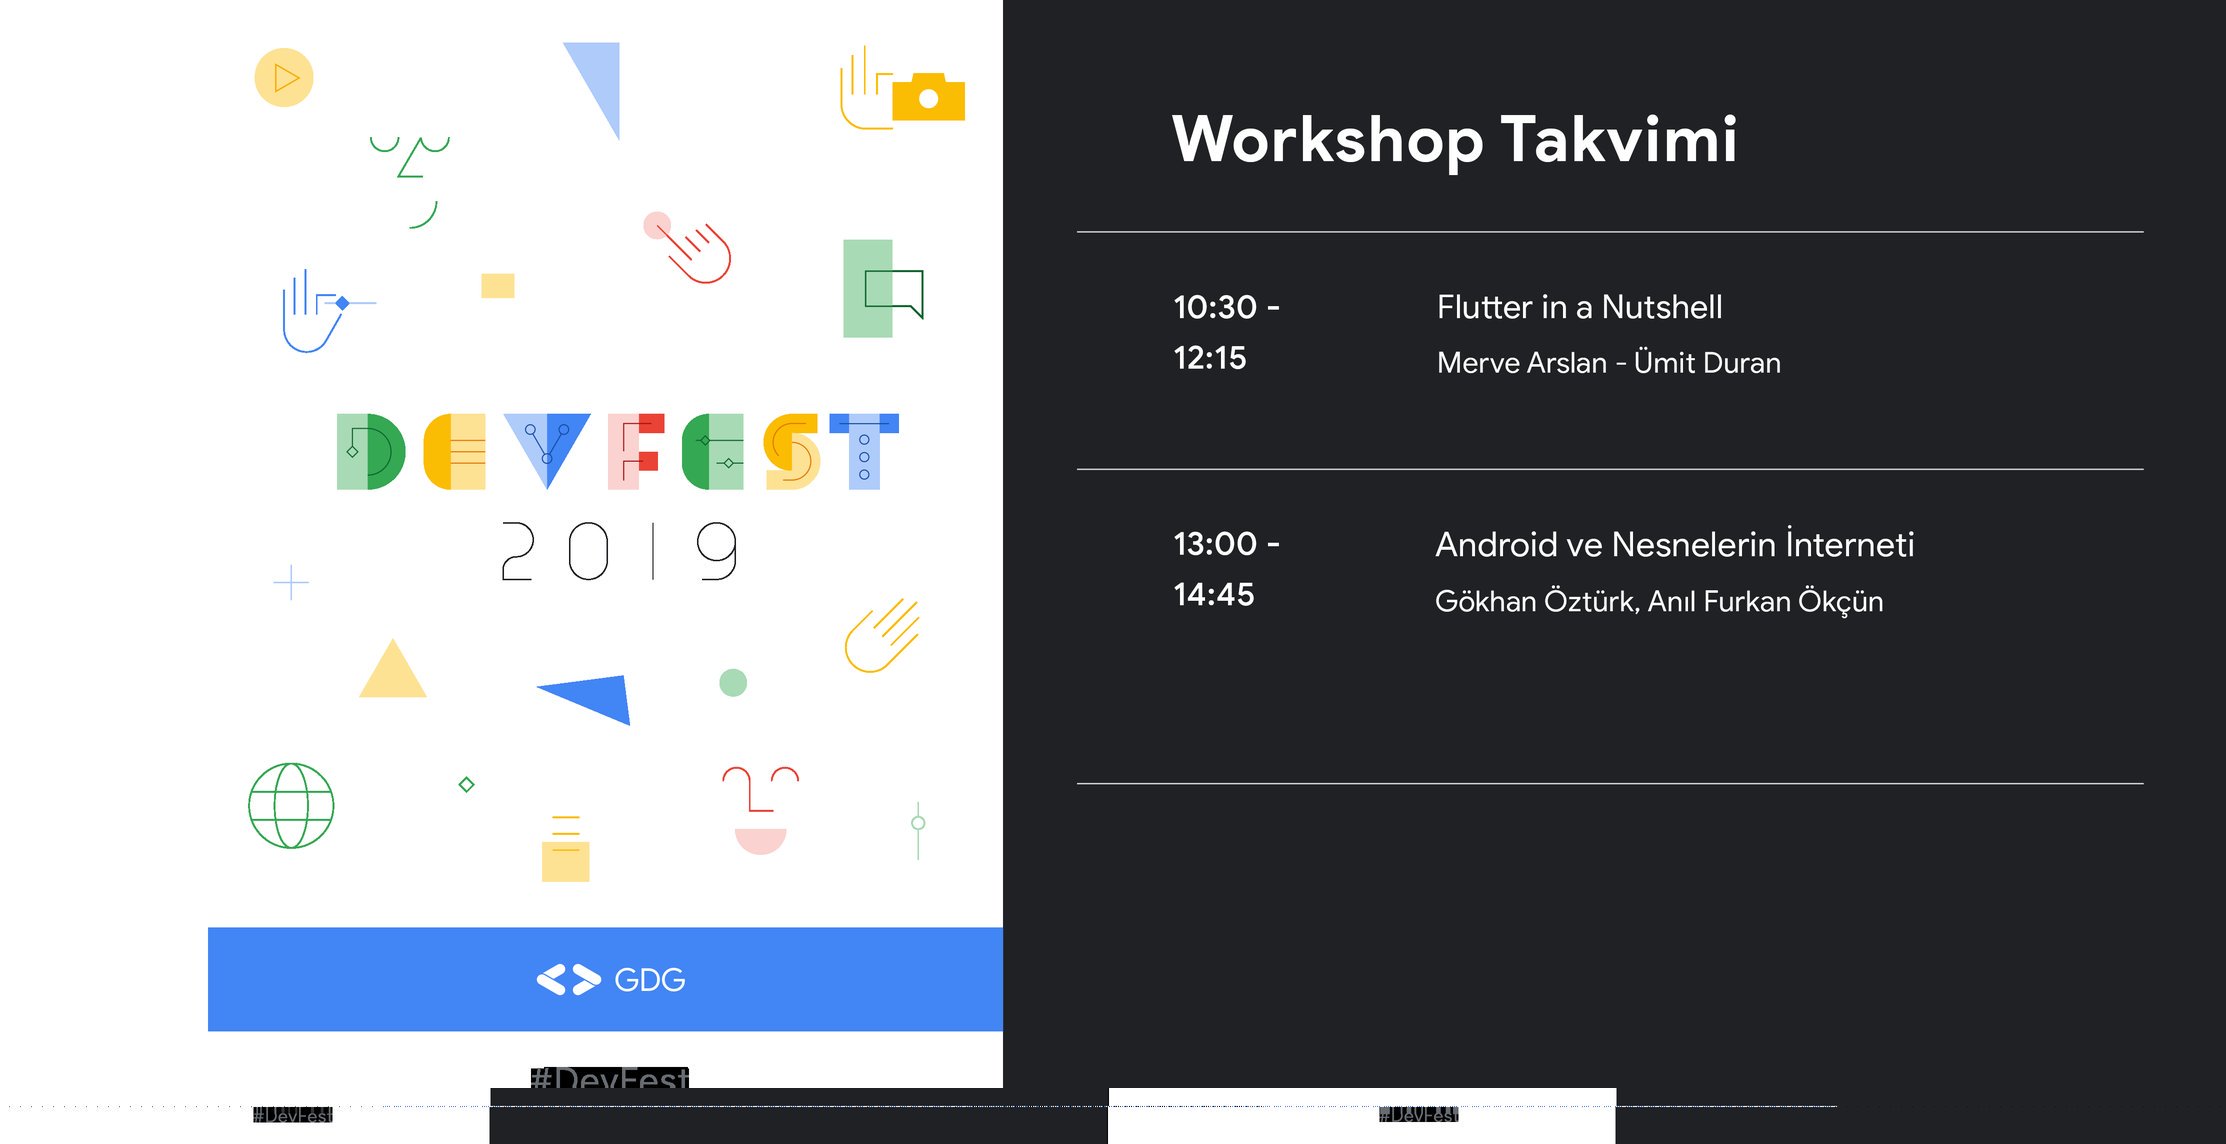 DEVFEST
2019
GDG
#DevFest
Workshop Takvimi
10:30 -
12:15
Flutter in a Nutshell
Merve Arslan - Ümit Duran
13:00 -
14:45
Android ve Nesnelerin İnterneti
Gökhan Öztürk, Anıl Furkan Ökçün
#DevFest
#DevFest